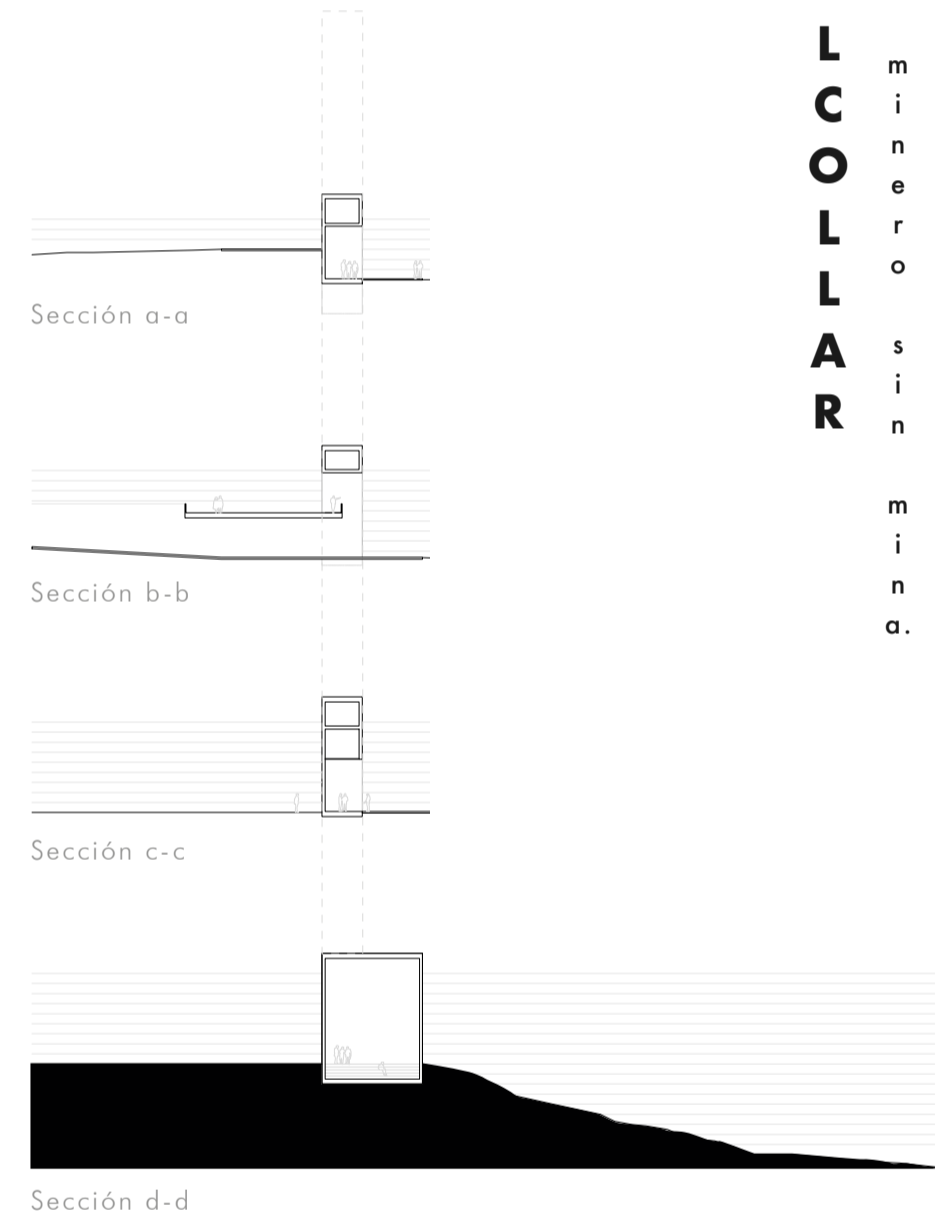 Sección a-a
Sección b-b
Sección c-c
Sección d-d
LCOLLAR
minero sin mina.